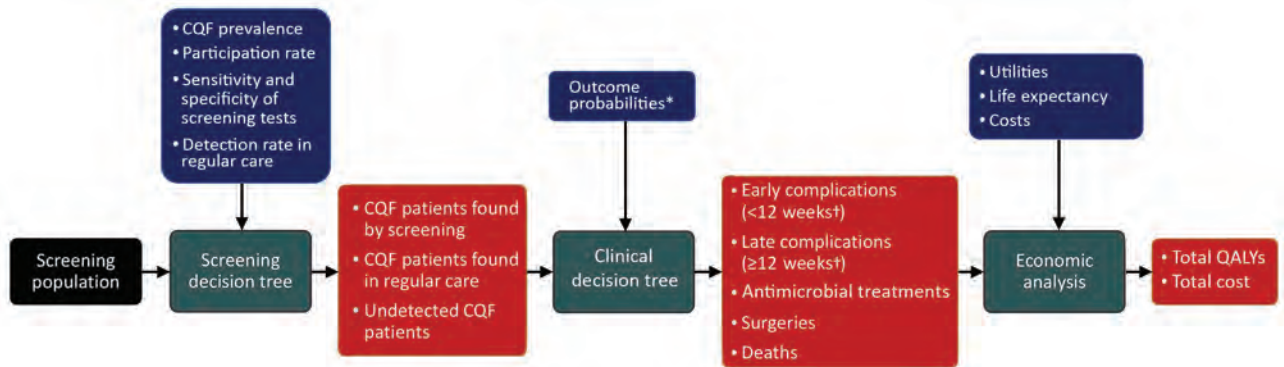 • CQF prevalence
• Participation rate
• Sensitivity and
specificity of
screening tests
• Detection rate in
regular care
Outcome
probabilities*
• Utilities
• Life expectancy
• Costs
Screening
population
Screening
decision tree
• CQF patients found
by screening
• CQF patients found
in regular care
• Undetected CQF
patients
Clinical
decision tree
• Early complications
(<12 weeks†)
• Late complications
(≥12 weeks†)
• Antimicrobial treatments
• Surgeries
• Deaths
Economic
analysis
• Total QALYs
• Total cost